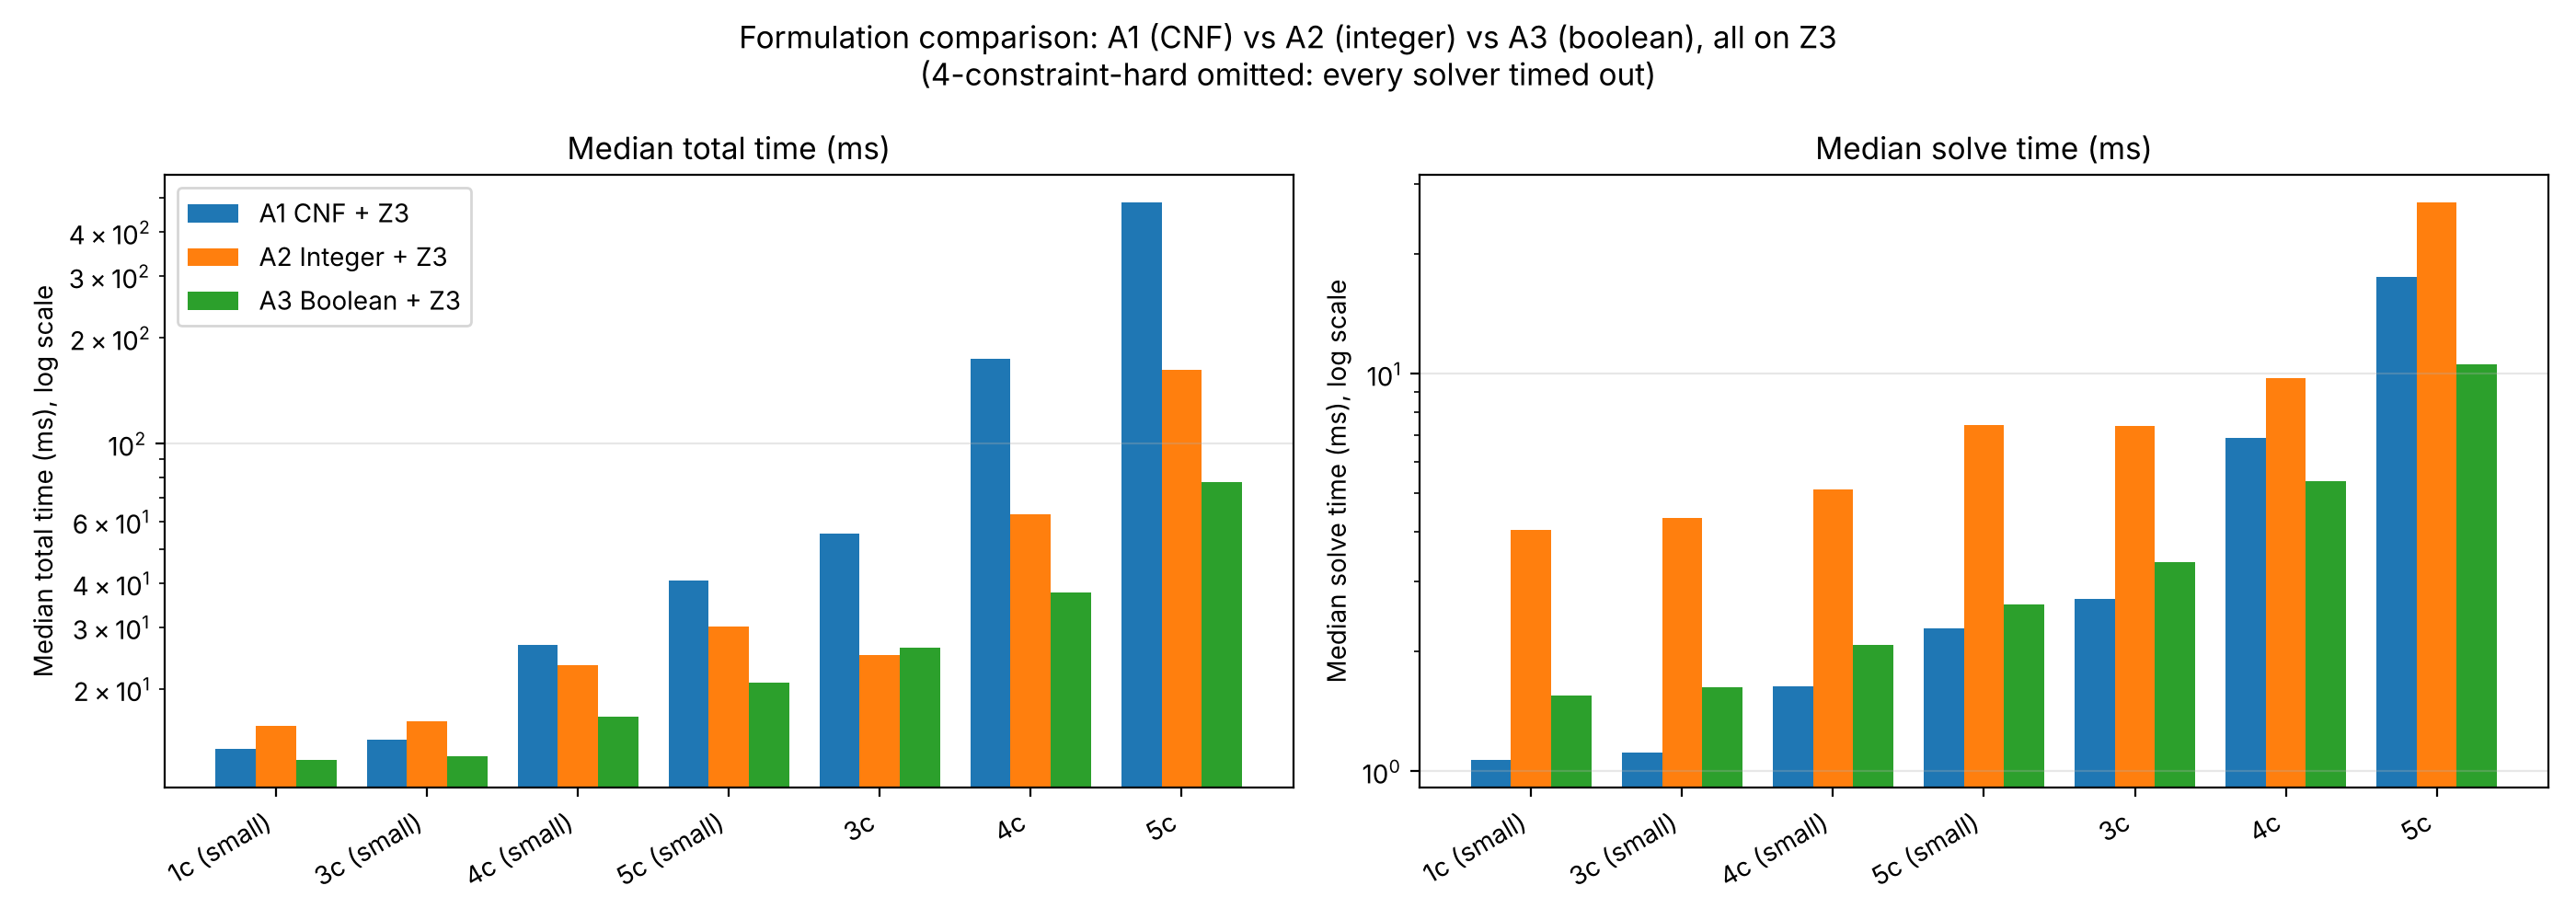 Formulation comparison: A1 (CNF) vs A2 (integer) vs A3 (boolean), all on Z3
(4-constraint-hard omitted: every solver timed out)
Median total time (ms)
Median total time (ms), log scale
4 × 10²
3 × 10²
2 × 10²
10²
6 × 10¹
4 × 10¹
3 × 10¹
2 × 10¹
A1 CNF + Z3
A2 Integer + Z3
A3 Boolean + Z3
1c (small)
3c (small)
4c (small)
5c (small)
3c
4c
5c
Median solve time (ms)
Median solve time (ms), log scale
10¹
10⁰
1c (small)
3c (small)
4c (small)
5c (small)
3c
4c
5c